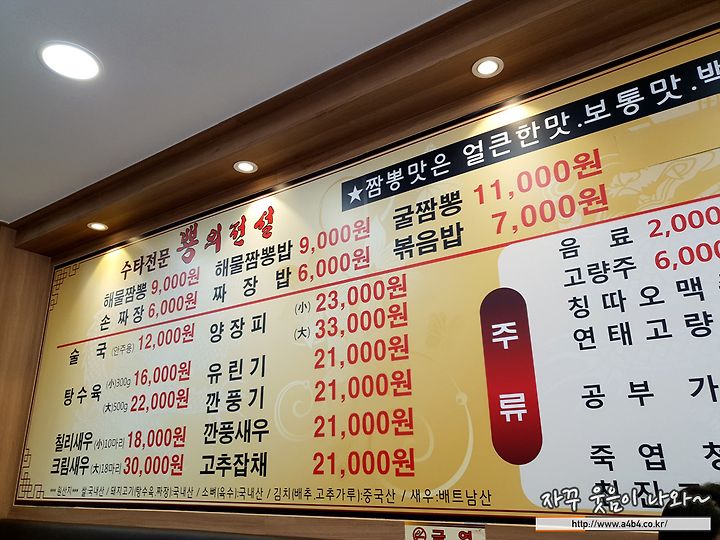 ★짬뽕맛은 얼큰한맛.보통맛.백
수타전문 뽕의전설
해물짬뽕 9,000원 해물짬뽕밥 9,000원 굴짬뽕 11,000원
손짜장 6,000원 짜장밥 6,000원 볶음밥 7,000원
술국 (안주용) 12,000원 양장피 (小) 23,000원
(大) 33,000원
탕수육 (小)300g 16,000원 유린기 21,000원
(大)500g 22,000원 깐풍기 21,000원
칠리새우 (小)10마리 18,000원 깐풍새우 21,000원
크림새우 (大)18마리 30,000원 고추잡채 21,000원
주류
음료 2,000
고량주 6,000
칭따오맥
연태고량
공부가
죽엽청
*** 원산지*** 쌀:국내산 / 돼지고기(탕수육,짜장):국내산 / 소뼈(육수):국내산 / 김치(배추,고추가루):중국산 / 새우:베트남산
금연
자꾸 웃음이 나와~
http://www.a4b4.co.kr/